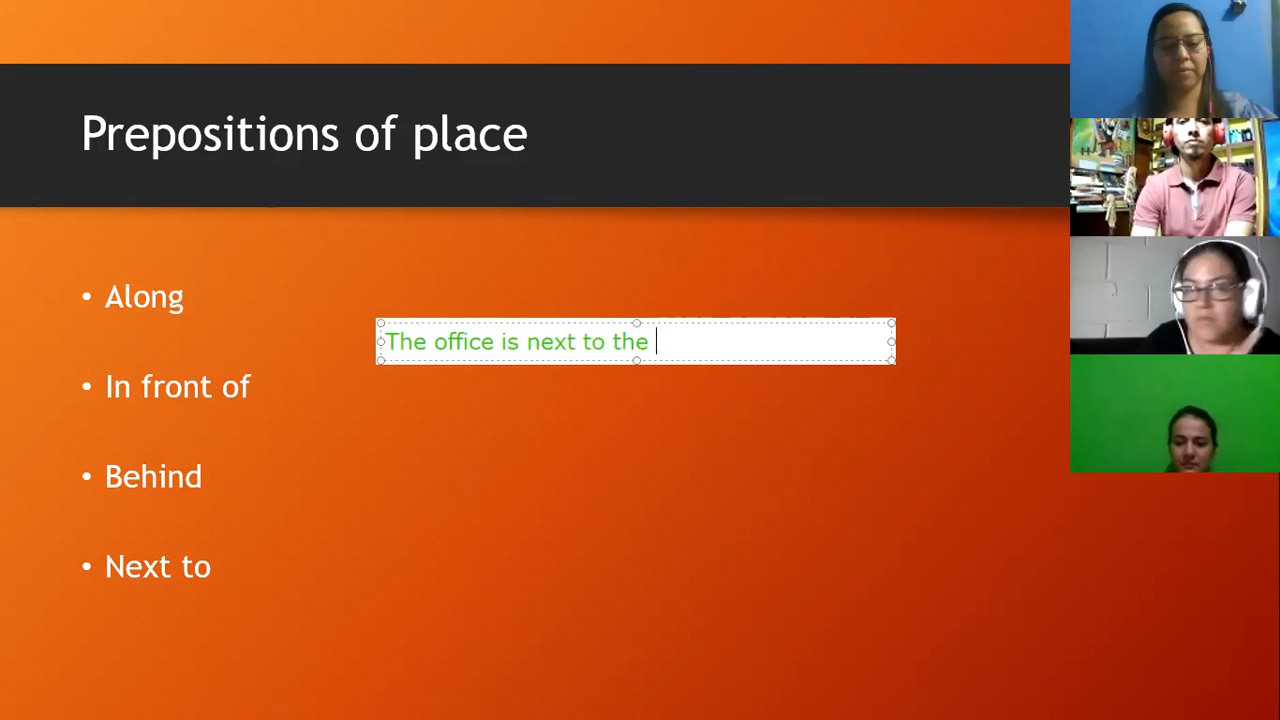 Prepositions of place
• Along
The office is next to the
• In front of
• Behind
• Next to